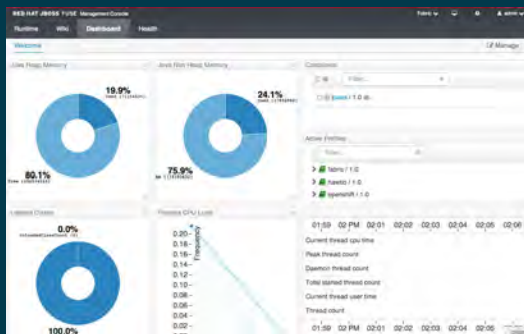 RED HAT JBOSS FUSE Management Console
Fabric
admin
Runtime Wiki Dashboard Health
Welcome
Manage
Java Heap Memory
19.9%
80.1%
Java Non Heap Memory
24.1%
75.9%
Containers
Filter...
/ 1.0
Active Profiles
Filter...
fabric / 1.0
hawtio / 1.0
openshift / 1.0
0.0%
100.0%
Process CPU Load
Frequency
0.20
0.18
0.16
0.14
0.12
0.10
0.08
0.06
0.04
0.02
01:59 02 PM 02:01 02:02 02:03 02:04 02:05 02:06
Current thread cpu time
Peak thread count
Daemon thread count
Total started thread count
Current thread user time
Thread count
01:59 02 PM 02:01 02:02 02:03 02:04 02:05